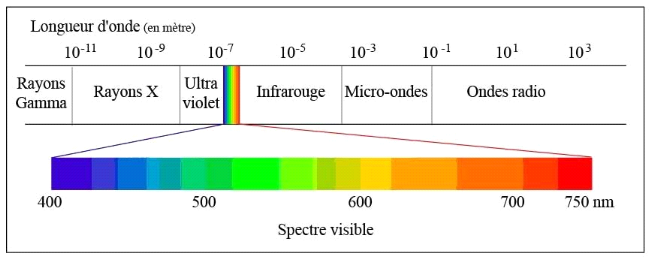 Longueur d'onde (en mètre)
10⁻¹¹ 10⁻⁹ 10⁻⁷ 10⁻⁵ 10⁻³ 10⁻¹ 10¹ 10³
Rayons Gamma Rayons X Ultra violet Infrarouge Micro-ondes Ondes radio
400 500 600 700 750 nm
Spectre visible